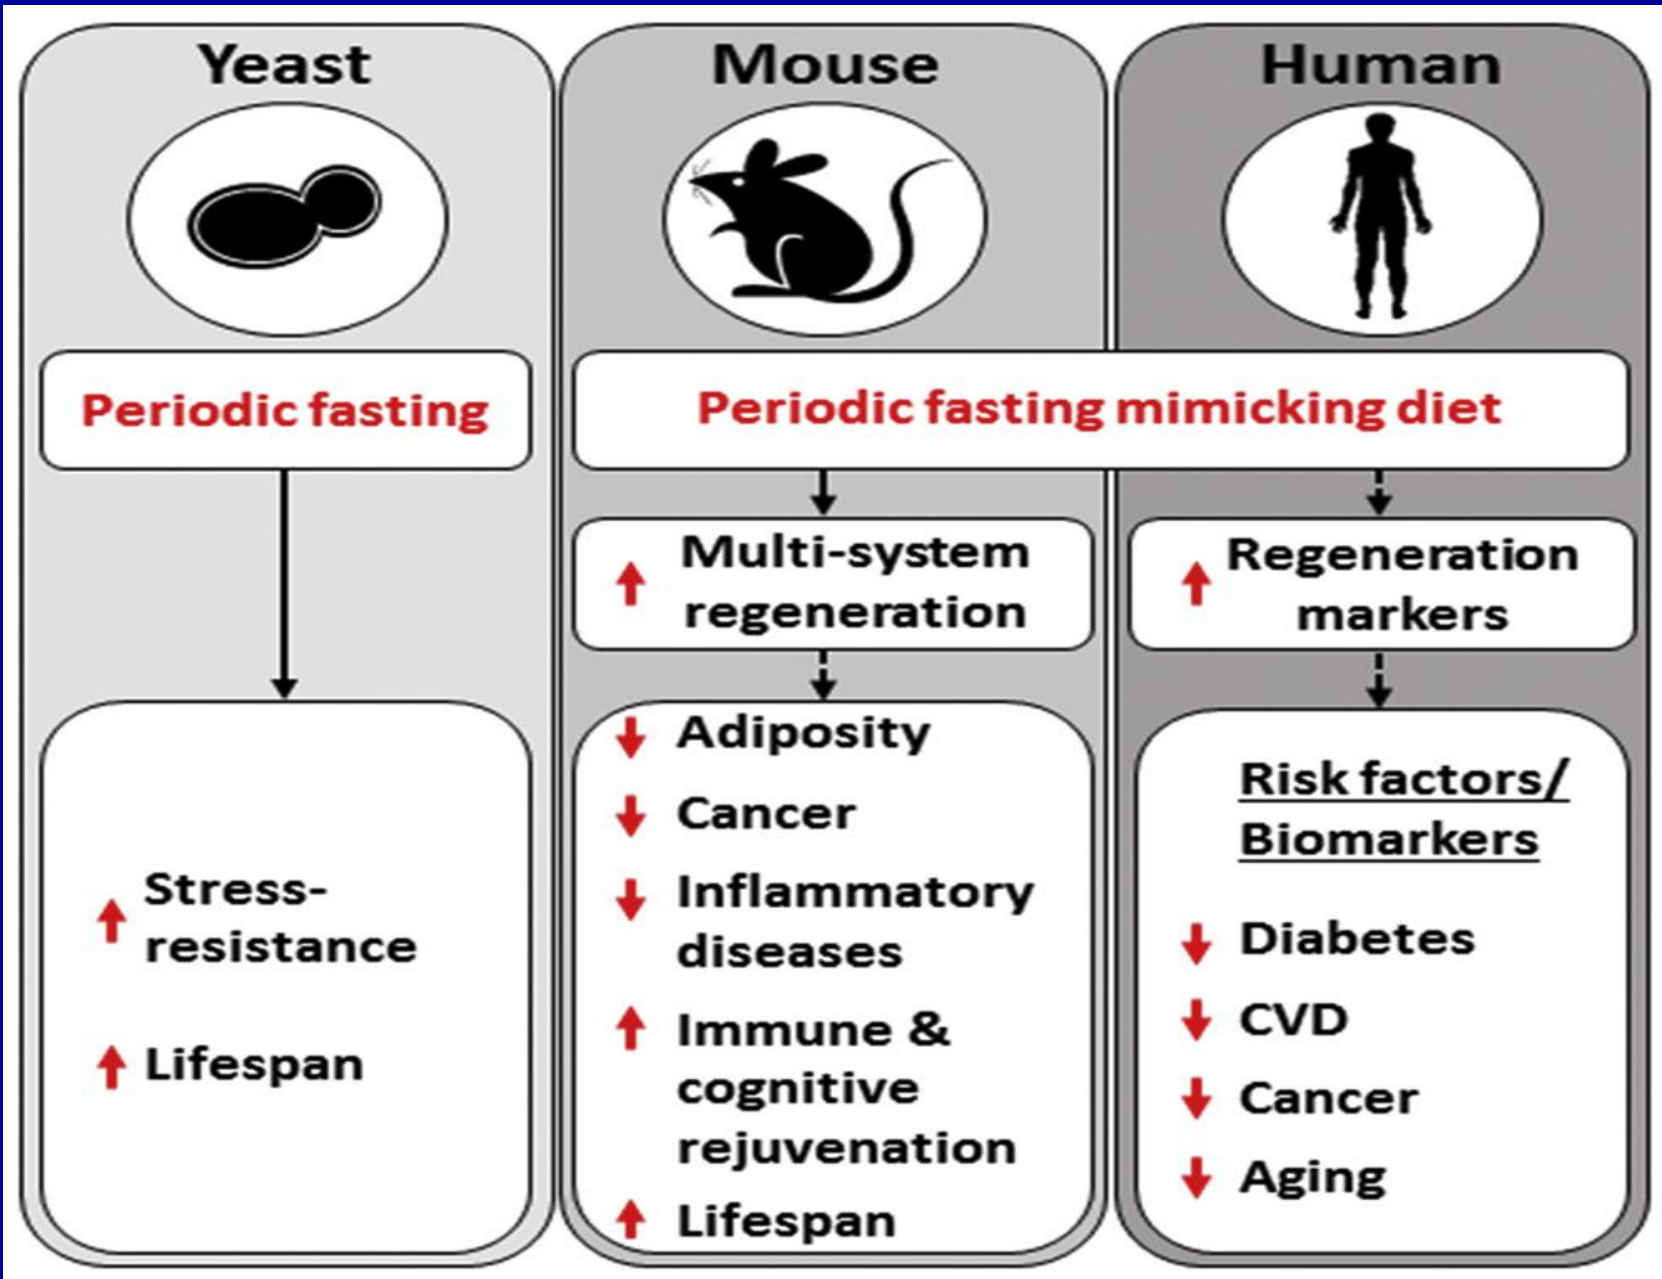 Yeast
Periodic fasting
Stress-
resistance
Lifespan
Mouse
Human
Periodic fasting mimicking diet
Multi-system
regeneration
Adiposity
Cancer
Inflammatory
diseases
Immune &
cognitive
rejuvenation
Lifespan
Regeneration
markers
Risk factors/
Biomarkers
Diabetes
CVD
Cancer
Aging